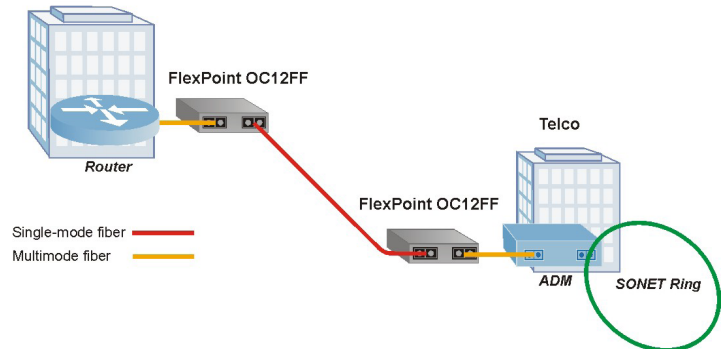 FlexPoint OC12FF
Router
Telco
FlexPoint OC12FF
Single-mode fiber
Multimode fiber
ADM
SONET Ring